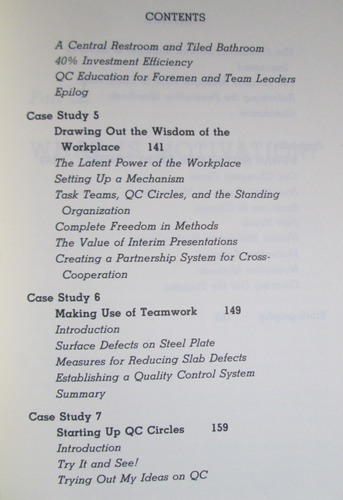 CONTENTS
A Central Restroom and Tiled Bathroom
40% Investment Efficiency
QC Education for Foremen and Team Leaders
Epilog
Case Study 5
Drawing Out the Wisdom of the
Workplace 141
The Latent Power of the Workplace
Setting Up a Mechanism
Task Teams, QC Circles, and the Standing
Organization
Complete Freedom in Methods
The Value of Interim Presentations
Creating a Partnership System for Cross-
Cooperation
Case Study 6
Making Use of Teamwork 149
Introduction
Surface Defects on Steel Plate
Measures for Reducing Slab Defects
Establishing a Quality Control System
Summary
Case Study 7
Starting Up QC Circles 159
Introduction
Try It and See!
Trying Out My Ideas on QC